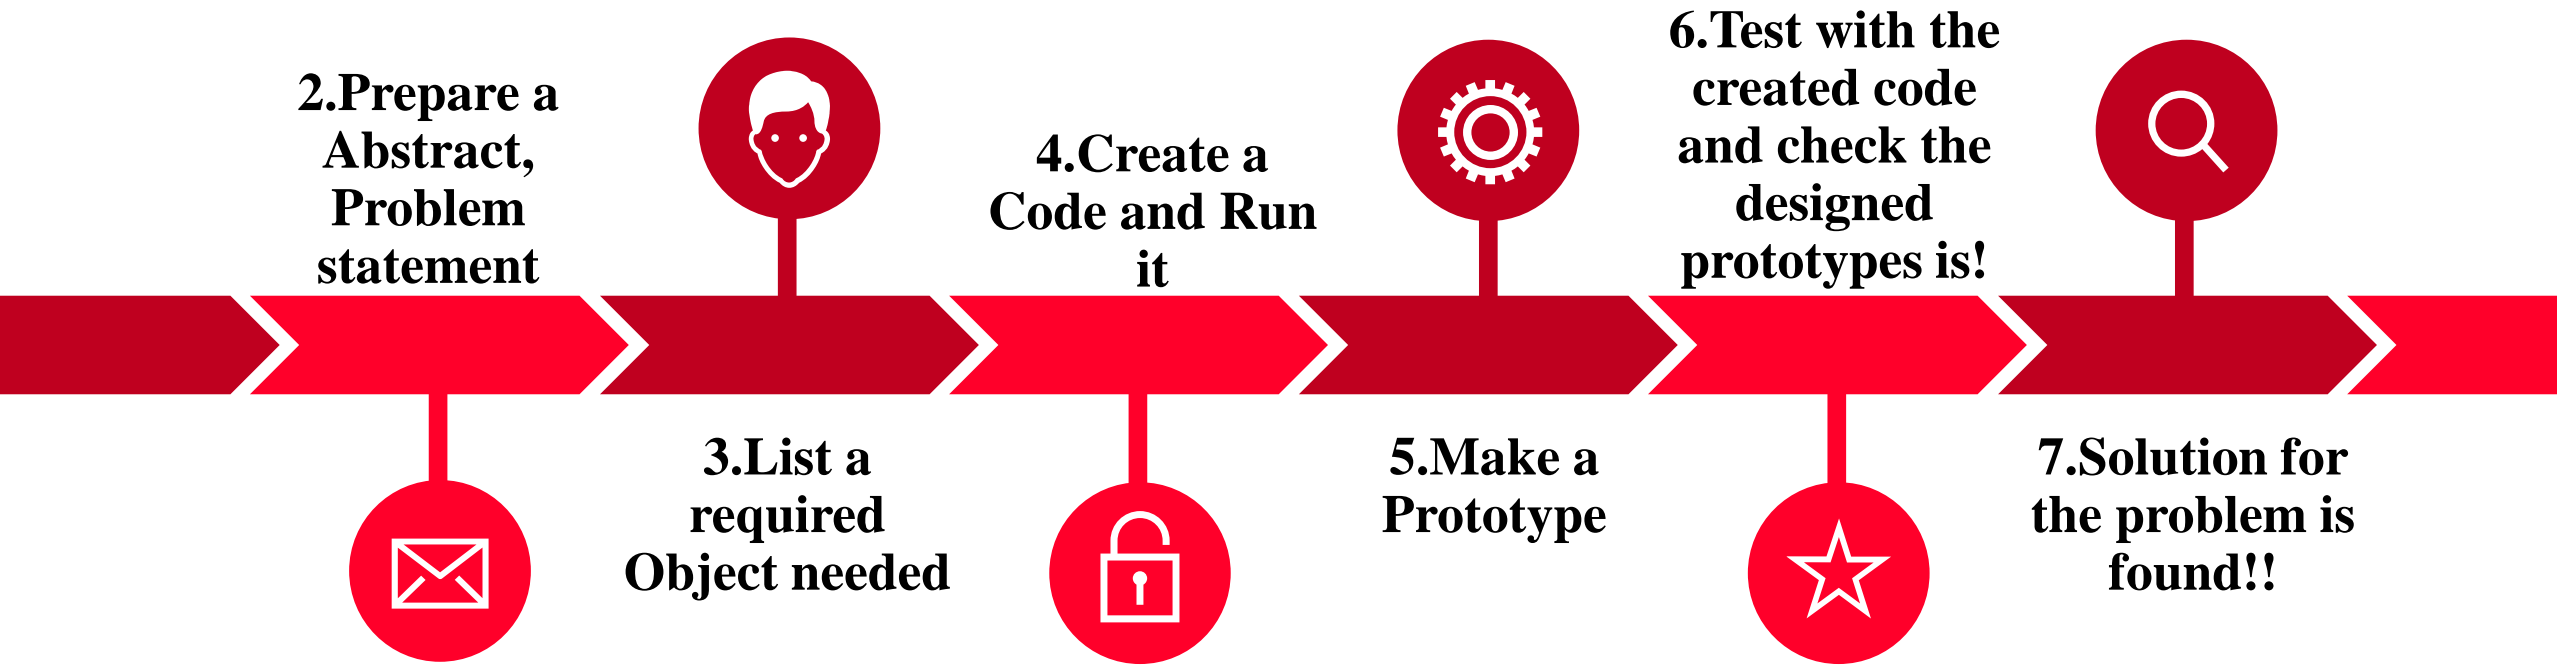 2.Prepare a
Abstract,
Problem
statement
3.List a
required
Object needed
4.Create a
Code and Run
it
5.Make a
Prototype
6.Test with the
created code
and check the
designed
prototypes is!
7.Solution for
the problem is
found!!